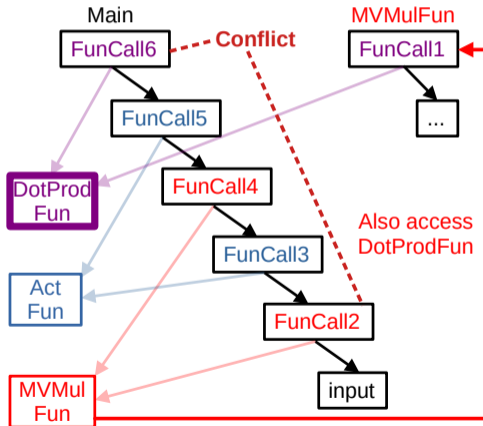 Main
MVMulFun
FunCall6
Conflict
FunCall1
FunCall5
...
DotProd
Fun
FunCall4
Also access
DotProdFun
FunCall3
Act
Fun
FunCall2
MVMul
Fun
input